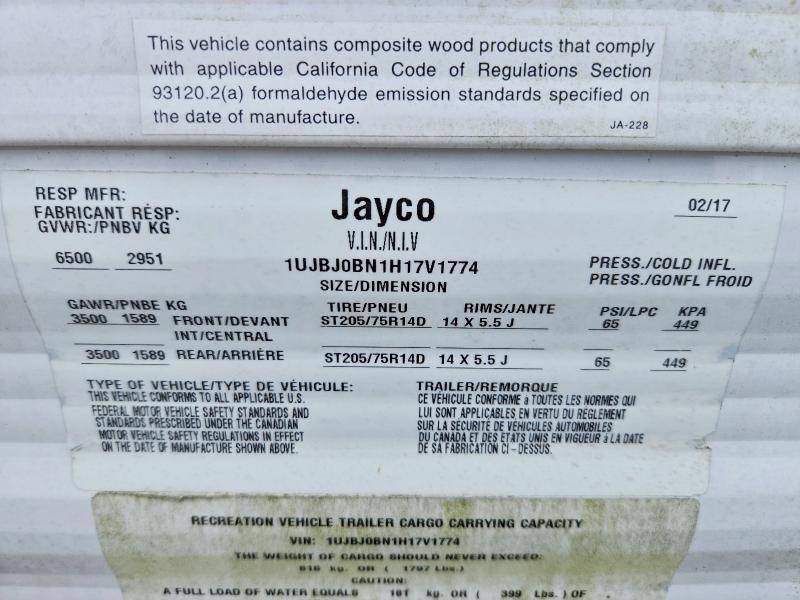 This vehicle contains composite wood products that comply
with applicable California Code of Regulations Section
93120.2(a) formaldehyde emission standards specified on
the date of manufacture.
JA-228
RESP MFR:
FABRICANT RÉSP:
GVWR:/PNBV KG
6500 2951
Jayco
02/17
V.I.N./N.I.V
1UJBJ0BN1H17V1774
SIZE/DIMENSION
PRESS./COLD INFL.
PRESS./GONFL FROID
GAWR/PNBE KG TIRE/PNEU RIMS/JANTE PSI/LPC KPA
3500 1589 FRONT/DEVANT ST205/75R14D 14 X 5.5 J 65 449
INT/CENTRAL
3500 1589 REAR/ARRIÈRE ST205/75R14D 14 X 5.5 J 65 449
TYPE OF VEHICLE/TYPE DE VÉHICULE: TRAILER/REMORQUE
THIS VEHICLE CONFORMS TO ALL APPLICABLE U.S.
FEDERAL MOTOR VEHICLE SAFETY STANDARDS AND
STANDARDS PRESCRIBED UNDER THE CANADIAN
MOTOR VEHICLE SAFETY REGULATIONS IN EFFECT
ON THE DATE OF MANUFACTURE SHOWN ABOVE.
CE VÉHICULE CONFORME à TOUTES LES NORMES QUI
LUI SONT APPLICABLES EN VERTU DU RÈGLEMENT
SUR LA SÉCURITÉ DE VÉHICULES AUTOMOBILES
DU CANADA ET DES ETATS UNIS EN VIGUEUR à LA DATE
DE SA FABRICATION CI - DESSUS.
RECREATION VEHICLE TRAILER CARGO CARRYING CAPACITY
VIN: 1UJBJ0BN1H17V1774
THE WEIGHT OF CARGO SHOULD NEVER EXCEED:
kg. OR ( 1797 Lbs.)
CAUTION:
A FULL LOAD OF WATER EQUALS 181 kg. OR ( 399 Lbs.) OF